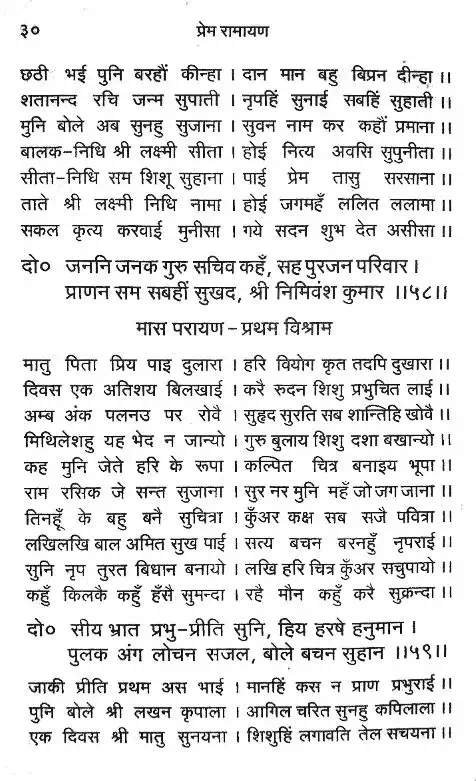 ३०
प्रेम रामायण
छठी भई पुनि बरहौं कीन्हा । दान मान बहु बिप्रन दीन्हा ।।
शतानन्द रचि जन्म सुपाती । नृपहिं सुनाई सबहिं सुहाती ।।
मुनि बोले अब सुनहु सुजाना । सुवन नाम कर कहौं प्रमाना ।।
बालक-निधि श्री लक्ष्मी सीता । होई नित्य अवसि सुपुनीता ।।
सीता-निधि सम शिशू सुहाना । पाई प्रेम तासु सरसाना ।।
ताते श्री लक्ष्मी निधि नामा । होई जगमहँ ललित ललामा ।।
सकल कृत्य करवाई मुनीसा । गये सदन शुभ देत असीसा ।।
दो० जननि जनक गुरु सचिव कहँ, सह पुरजन परिवार ।
प्राणन सम सबहीं सुखद, श्री निमिवंश कुमार ।।५८।।
मास परायण - प्रथम विश्राम
मातु पिता प्रिय पाइ दुलारा । हरि वियोग कृत तदपि दुखारा ।।
दिवस एक अतिशय बिलखाई । करै रुदन शिशु प्रभुचित लाई ।।
अम्ब अंक पलनउ पर रोवै । सुहृद सुरति सब शान्तिहि खोवै ।।
मिथिलेशहु यह भेद न जान्यो । गुरु बुलाय शिशु दशा बखान्यो ।।
कह मुनि जेते हरि के रूपा । कल्पित चित्र बनाइय भूपा ।।
राम रसिक जे सन्त सुजाना । सुर नर मुनि महँ जो जग जाना ।।
तिनहूँ के बहु बनै सुचित्रा । कुँअर कक्ष सब सजै पवित्रा ।।
लखिलखि बाल अमित सुख पाई । सत्य बचन बरनहुँ नृपराई ।।
सुनि नृप तुरत बिधान बनायो । लखि हरि चित्र कुँअर सचुपायो ।।
कहुँ किलकै कहुँ हँसै सुमन्दा । रहै मौन कहुँ करै सुक्रन्दा ।।
दो० सीय भ्रात प्रभु-प्रीति सुनि, हिय हरषे हनुमान ।
पुलक अंग लोचन सजल, बोले बचन सुहान ।।५९।।
जाकी प्रीति प्रथम अस भाई । मानहिं कस न प्राण प्रभुराई ।।
पुनि बोले श्री लखन कृपाला । आगिल चरित सुनहु कपिलाला ।।
एक दिवस श्री मातु सुनयना । शिशुहिं लगावति तेल सचयना ।।